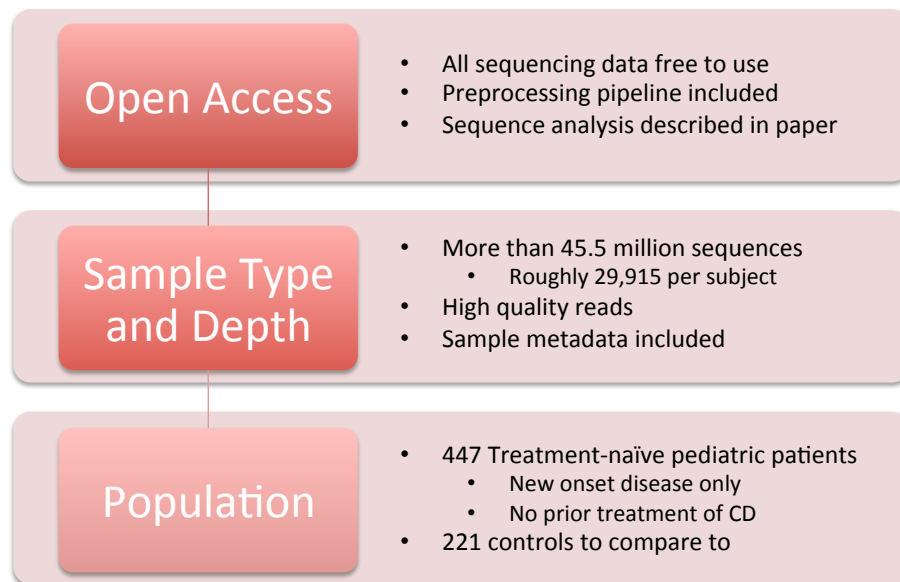 Open Access
• All sequencing data free to use
• Preprocessing pipeline included
• Sequence analysis described in paper
Sample Type
and Depth
• More than 45.5 million sequences
• Roughly 29,915 per subject
• High quality reads
• Sample metadata included
Population
• 447 Treatment-naïve pediatric patients
• New onset disease only
• No prior treatment of CD
• 221 controls to compare to